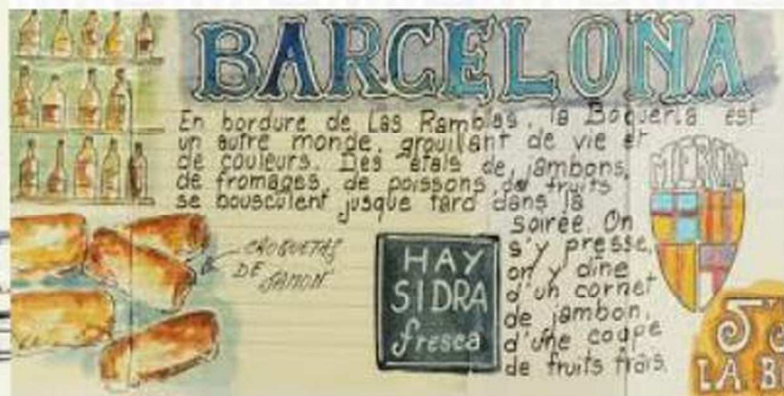 BARCELONA
En bordure de Las Ramblas, la Boqueria est
un autre monde, grouillant de vie et
de couleurs. Des étals de jambons,
de fromages, de poissons, de fruits
se bousculent jusque tard dans la
soirée. On
s'y presse,
on y dîne
d'un cornet
de jambon,
d'une coupe
de fruits frais.
CROQUETAS
DE JAMON
HAY
SIDRA
fresca
LA